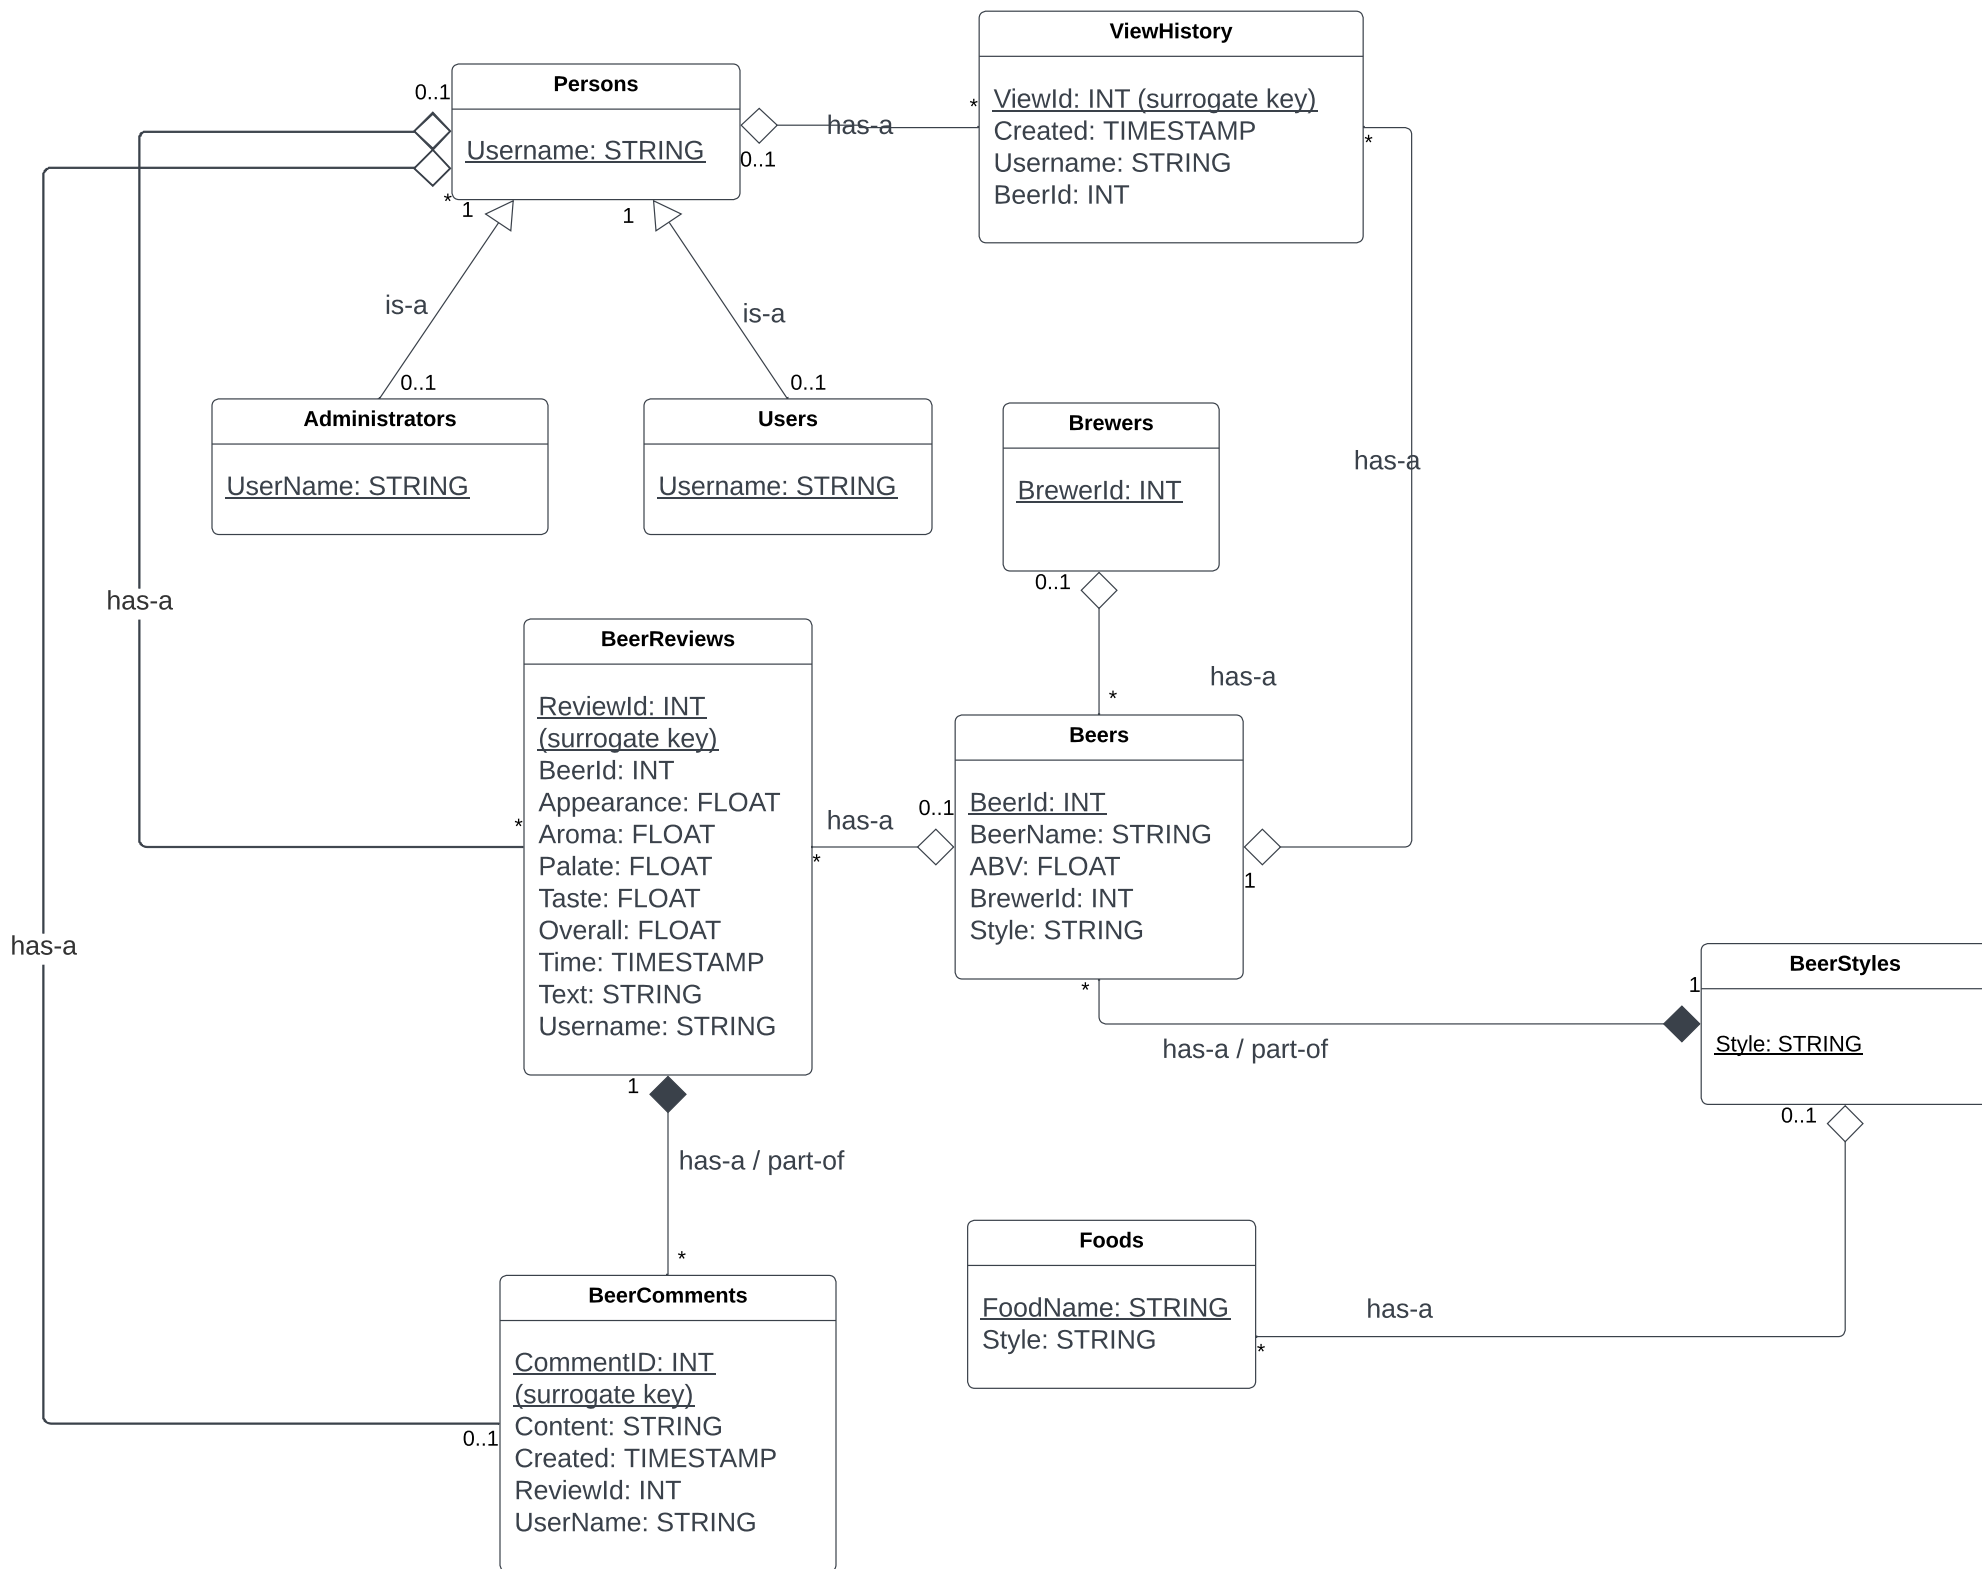 ViewHistory
ViewId: INT (surrogate key)
Created: TIMESTAMP
Username: STRING
BeerId: INT
Persons
Username: STRING
0..1
*
1
1
0..1
has-a
*
*
is-a
is-a
0..1
0..1
Administrators
UserName: STRING
Users
Username: STRING
Brewers
BrewerId: INT
has-a
0..1
*
has-a
has-a
BeerReviews
ReviewId: INT
(surrogate key)
BeerId: INT
Appearance: FLOAT
Aroma: FLOAT
Palate: FLOAT
Taste: FLOAT
Overall: FLOAT
Time: TIMESTAMP
Text: STRING
Username: STRING
*
has-a
0..1
*
Beers
BeerId: INT
BeerName: STRING
ABV: FLOAT
BrewerId: INT
Style: STRING
1
has-a
*
has-a / part-of
1
BeerStyles
Style: STRING
0..1
1
has-a / part-of
*
BeerComments
CommentID: INT
(surrogate key)
Content: STRING
Created: TIMESTAMP
ReviewId: INT
UserName: STRING
0..1
Foods
FoodName: STRING
Style: STRING
has-a
*